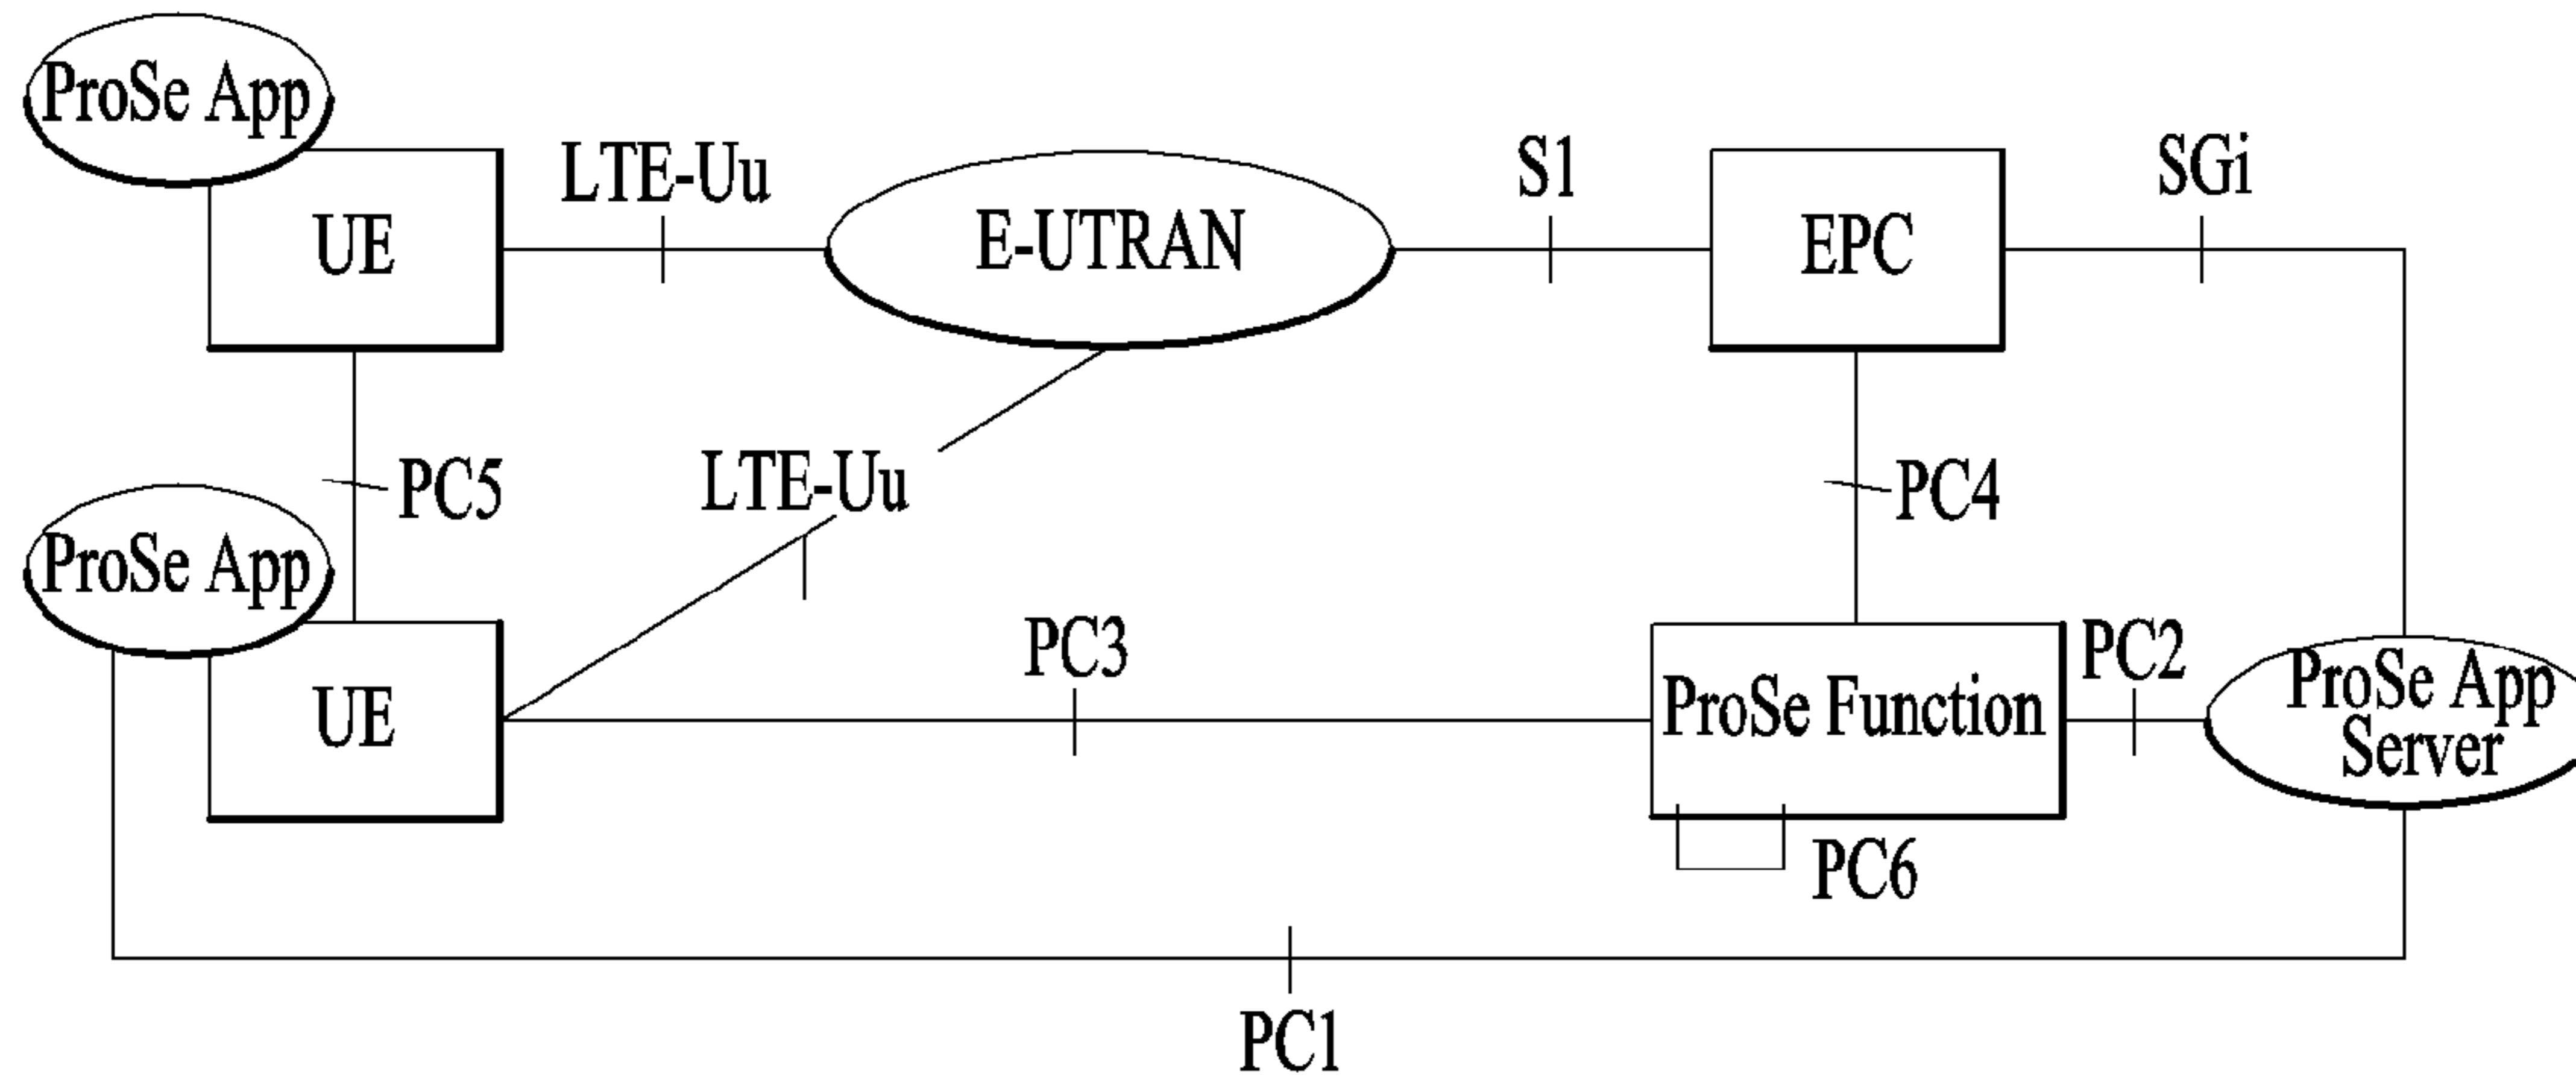 ProSe App
LTE-Uu
S1
SGi
UE
E-UTRAN
EPC
LTE-Uu
PC5
PC4
ProSe App
PC3
PC2
UE
ProSe Function
ProSe App
Server
PC6
PC1